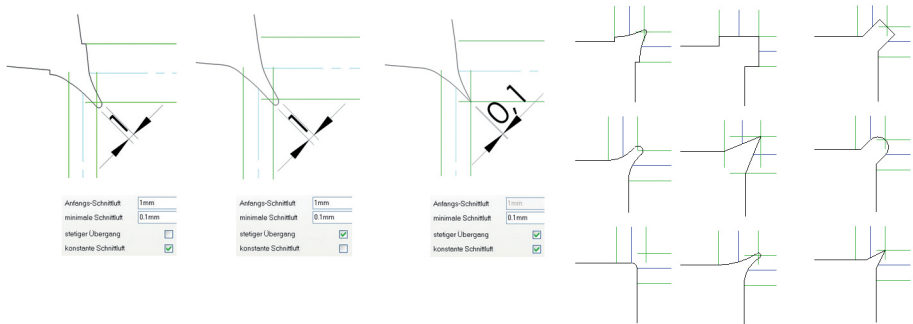 1
1
0,1
Anfangs-Schnittluft 1mm
minimale Schnittluft 0.1mm
stetiger Übergang
konstante Schnittluft
Anfangs-Schnittluft 1mm
minimale Schnittluft 0.1mm
stetiger Übergang
konstante Schnittluft
Anfangs-Schnittluft 1mm
minimale Schnittluft 0.1mm
stetiger Übergang
konstante Schnittluft